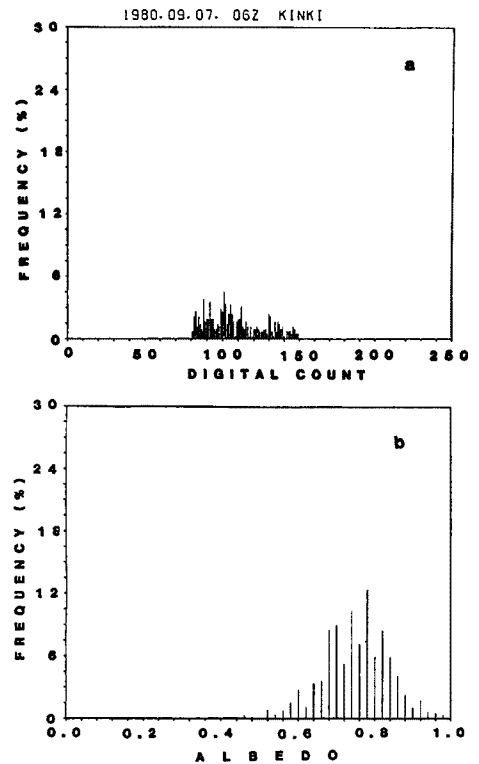 1980.09.07. 06Z KINKI
30
a
24
18
12
6
0
FREQUENCY (%)
0 50 100 150 200 250
DIGITAL COUNT
30
b
24
18
12
6
0
FREQUENCY (%)
0.0 0.2 0.4 0.6 0.8 1.0
ALBEDO